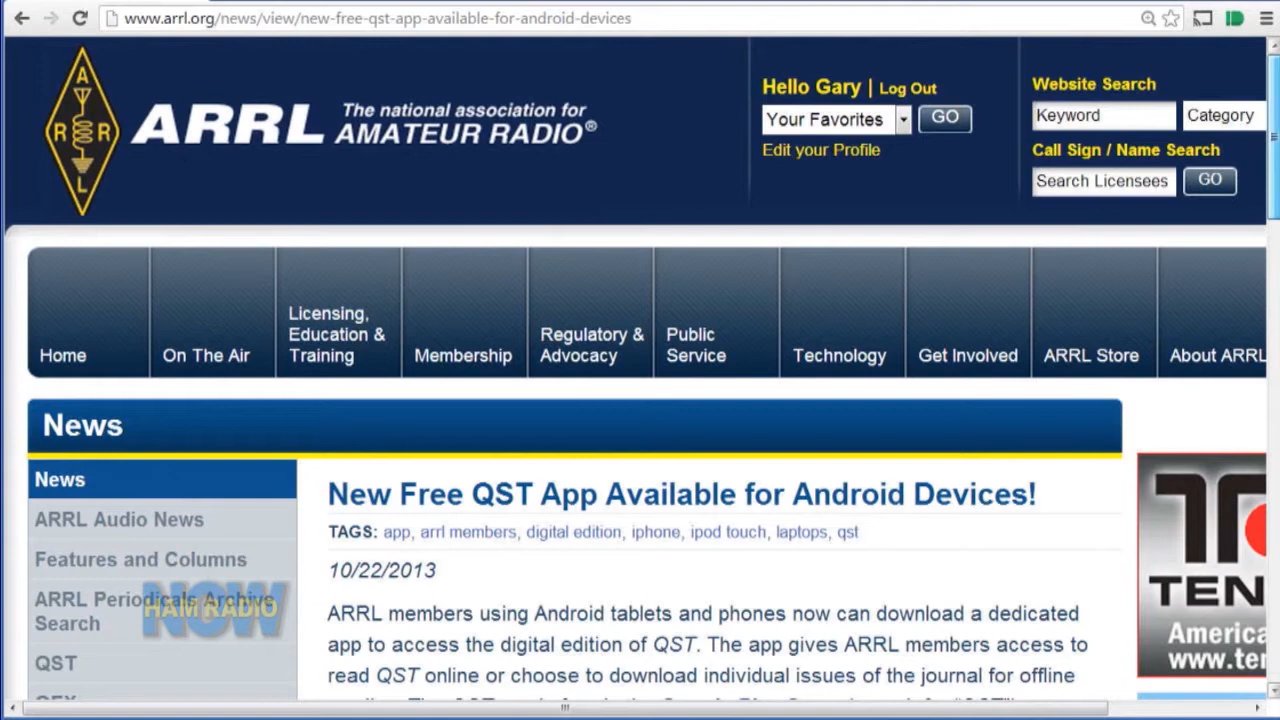 www.arrl.org/news/view/new-free-qst-app-available-for-android-devices
A
R R
L
ARRL The national association for
AMATEUR RADIO®
Hello Gary | Log Out
Your Favorites GO
Edit your Profile
Website Search
Keyword Category
Call Sign / Name Search
Search Licensees GO
Home
On The Air
Licensing,
Education &
Training
Membership
Regulatory &
Advocacy
Public
Service
Technology
Get Involved
ARRL Store
About ARRL
News
News
ARRL Audio News
Features and Columns
ARRL Periodicals Archive
Search
QST
NOW
HAM RADIO
New Free QST App Available for Android Devices!
TAGS: app, arrl members, digital edition, iphone, ipod touch, laptops, qst
10/22/2013
ARRL members using Android tablets and phones now can download a dedicated
app to access the digital edition of QST. The app gives ARRL members access to
read QST online or choose to download individual issues of the journal for offline
TEN
America
www.ten